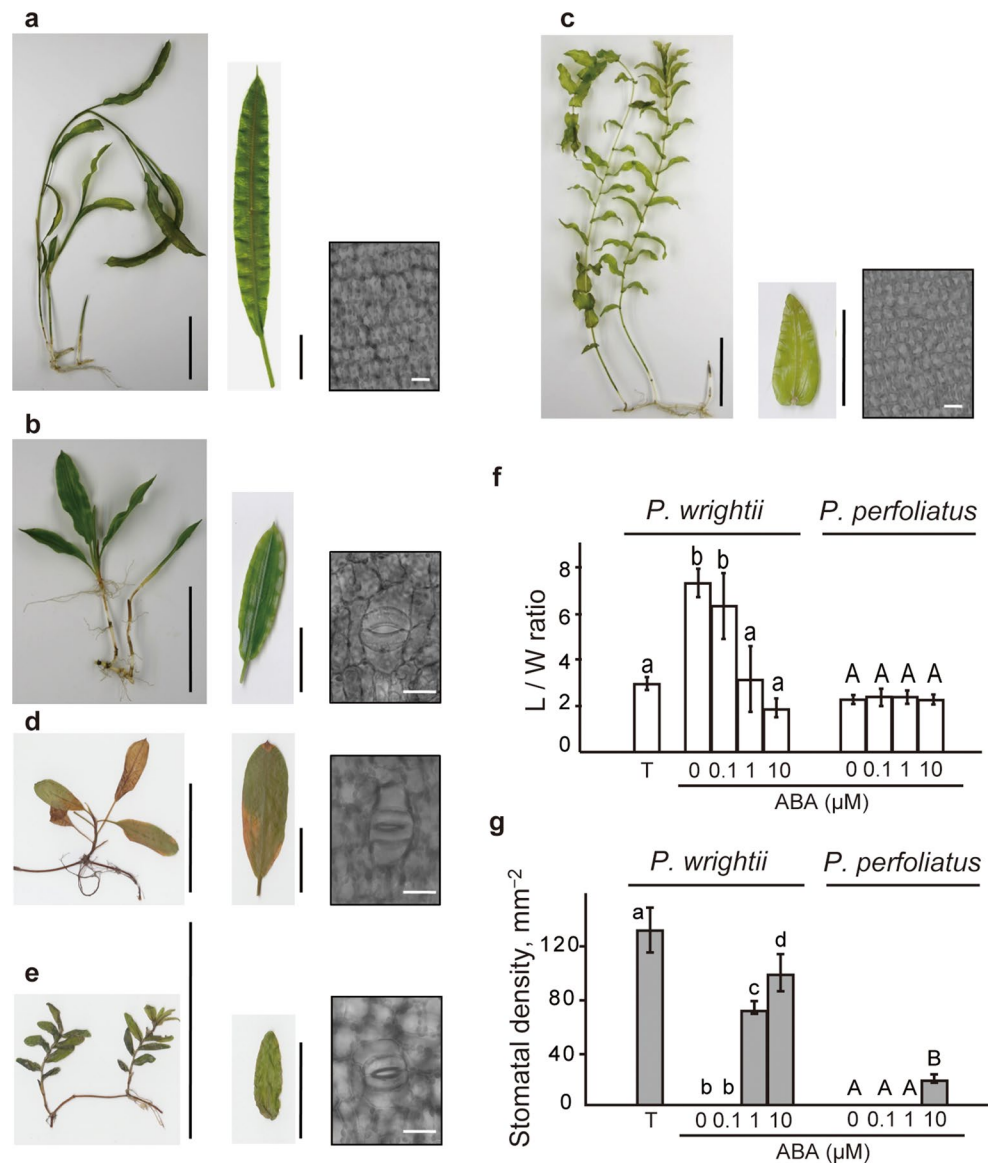 a
c
b
d
e
f
P. wrightii
P. perfoliatus
L / W ratio
8
6
4
2
0
a
b
b
a
a
A
A
A
A
T
0
0.1
1
10
0
0.1
1
10
ABA (µM)
g
P. wrightii
P. perfoliatus
Stomatal density, mm⁻²
120
80
40
0
a
b
b
c
d
A
A
A
B
T
0
0.1
1
10
0
0.1
1
10
ABA (µM)